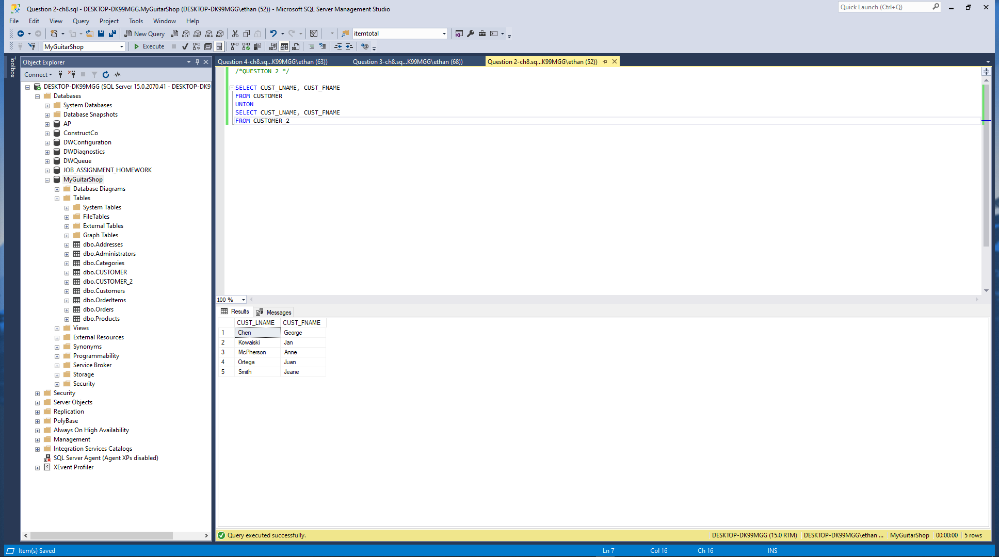 Question 2-ch8.sql - DESKTOP-DK99MGG.MyGuitarShop (DESKTOP-DK99MGG\ethan (52)) - Microsoft SQL Server Management Studio
Quick Launch (Ctrl+Q)
File Edit View Query Project Tools Window Help
New Query MDX DMX XMLA DAX itemtotal
MyGuitarShop Execute
Toolbox
Object Explorer
Connect
DESKTOP-DK99MGG (SQL Server 15.0.2070.41 - DESKTOP-DK9
Databases
System Databases
Database Snapshots
AP
ConstructCo
DWConfiguration
DWDiagnostics
DWQueue
JOB_ASSIGNMENT_HOMEWORK
MyGuitarShop
Database Diagrams
Tables
System Tables
FileTables
External Tables
Graph Tables
dbo.Addresses
dbo.Administrators
dbo.Categories
dbo.CUSTOMER
dbo.CUSTOMER_2
dbo.Customers
dbo.OrderItems
dbo.Orders
dbo.Products
Views
External Resources
Synonyms
Programmability
Service Broker
Storage
Security
Security
Server Objects
Replication
PolyBase
Always On High Availability
Management
Integration Services Catalogs
SQL Server Agent (Agent XPs disabled)
XEvent Profiler
Question 4-ch8.sq...K99MGG\ethan (63)) Question 3-ch8.sq...K99MGG\ethan (68)) Question 2-ch8.sq...K99MGG\ethan (52))
/*QUESTION 2 */
SELECT CUST_LNAME, CUST_FNAME
FROM CUSTOMER
UNION
SELECT CUST_LNAME, CUST_FNAME
FROM CUSTOMER_2
100 %
Results Messages
CUST_LNAME CUST_FNAME
1 Chen George
2 Kowaiski Jan
3 McPherson Anne
4 Ortega Juan
5 Smith Jeane
Query executed successfully. DESKTOP-DK99MGG (15.0 RTM) DESKTOP-DK99MGG\ethan ... MyGuitarShop 00:00:00 5 rows
Item(s) Saved Ln 7 Col 16 Ch 16 INS